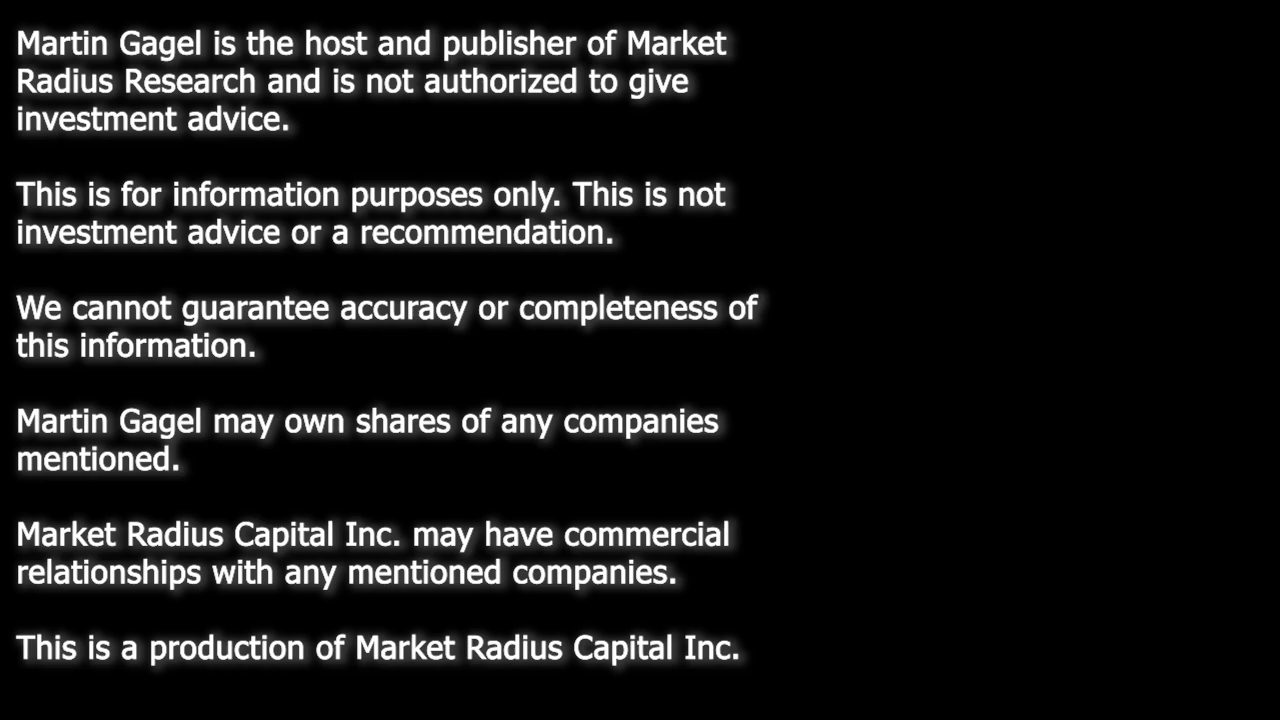 Martin Gagel is the host and publisher of Market
Radius Research and is not authorized to give
investment advice.
This is for information purposes only. This is not
investment advice or a recommendation.
We cannot guarantee accuracy or completeness of
this information.
Martin Gagel may own shares of any companies
mentioned.
Market Radius Capital Inc. may have commercial
relationships with any mentioned companies.
This is a production of Market Radius Capital Inc.